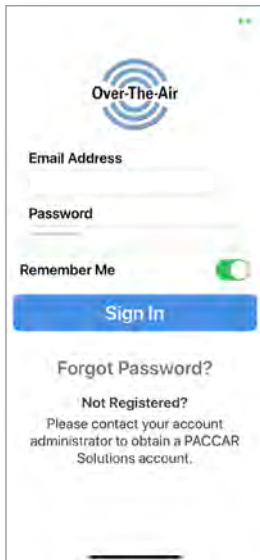 Over-The-Air
Email Address
Password
Remember Me
Sign In
Forgot Password?
Not Registered?
Please contact your account
administrator to obtain a PACCAR
Solutions account.